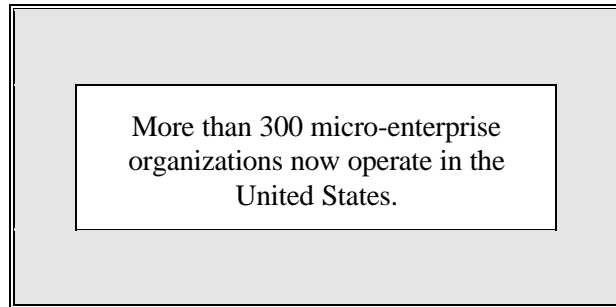 More than 300 micro-enterprise
organizations now operate in the
United States.